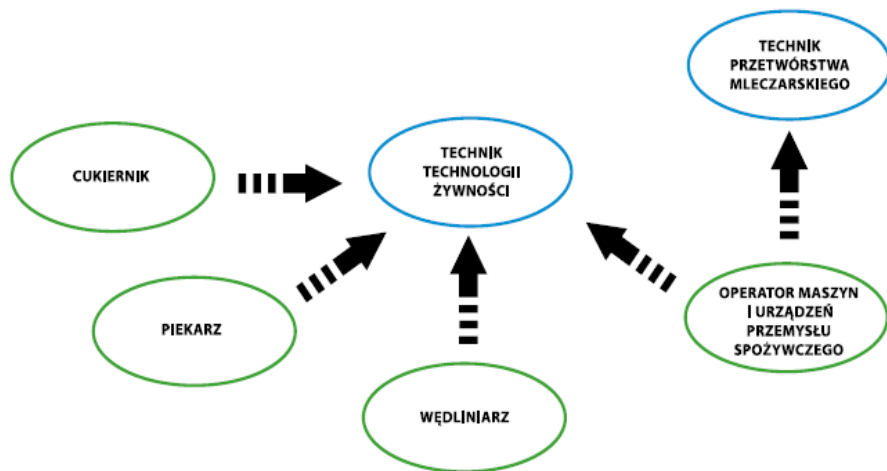 TECHNIK
PRZETWÓRSTWA
MLECZARSKIEGO
TECHNIK
TECHNOLOGII
ŻYWNOŚCI
CUKIERNIK
OPERATOR MASZYN
I URZĄDZEŃ
PRZEMYSŁU
SPOŻYWCZEGO
PIEKARZ
WĘDLINIARZ